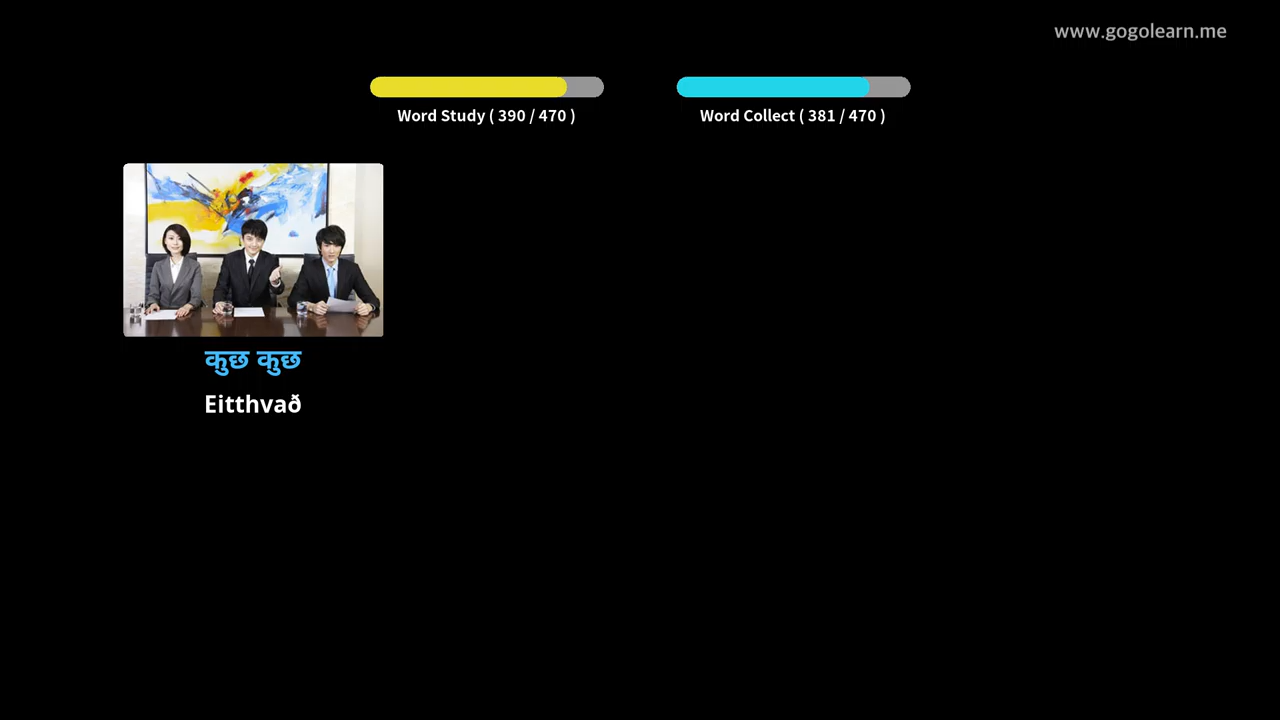 www.gogolearn.me
Word Study ( 390 / 470 )
Word Collect ( 381 / 470 )
कुछ कुछ
Eitthvað